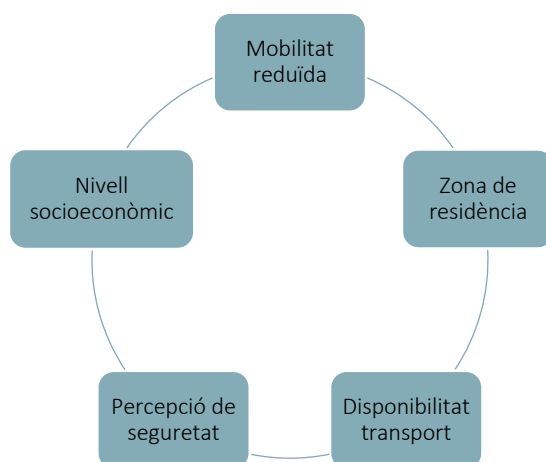 Mobilitat
reduïda
Nivell
socioeconòmic
Zona de
residència
Percepció de
seguretat
Disponibilitat
transport